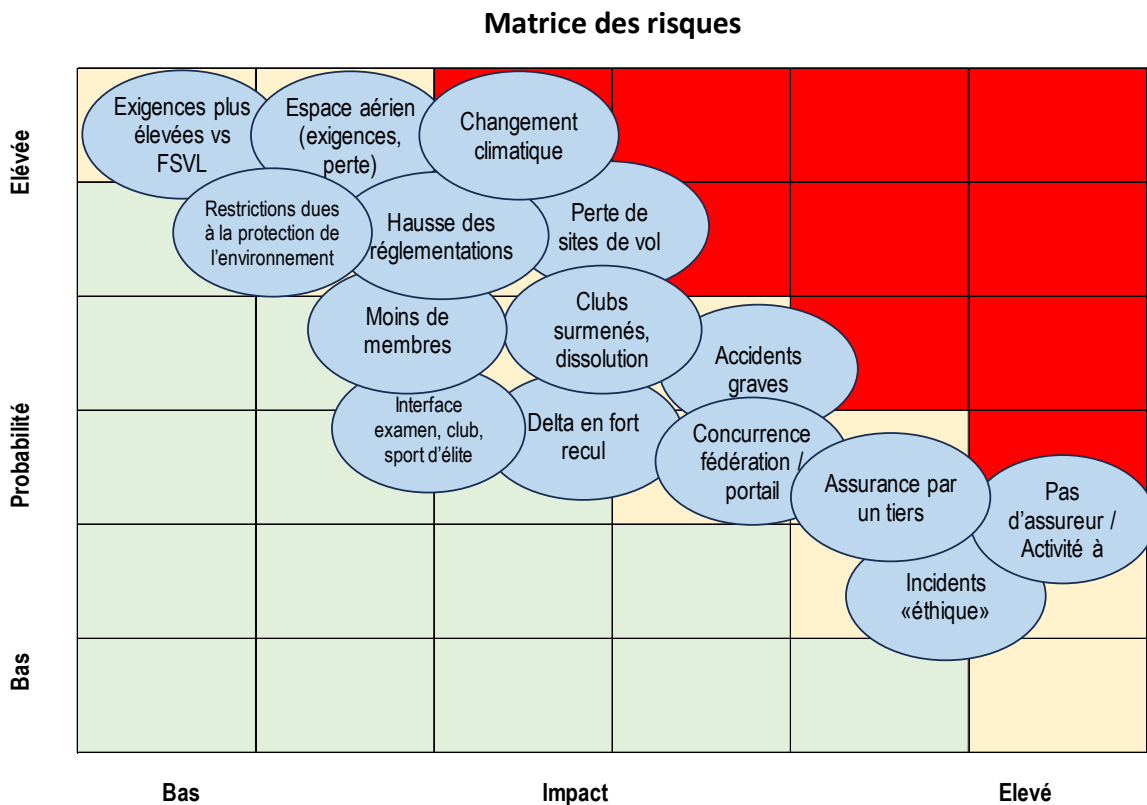 Matrice des risques
Elévée
Probabilité
Bas
Exigences plus
élevées vs
FSVL
Espace aérien
(exigences,
perte)
Changement
climatique
Restrictions dues
à la protection de
l'environnement
Hausse des
réglementations
Perte de
sites de vol
Moins de
membres
Clubs
surmenés,
dissolution
Accidents
graves
Interface
examen, club,
sport d'élite
Delta en fort
recul
Concurrence
fédération /
portail
Assurance par
un tiers
Pas
d'assureur /
Activité à
Incidents
«éthique»
Bas
Impact
Elevé